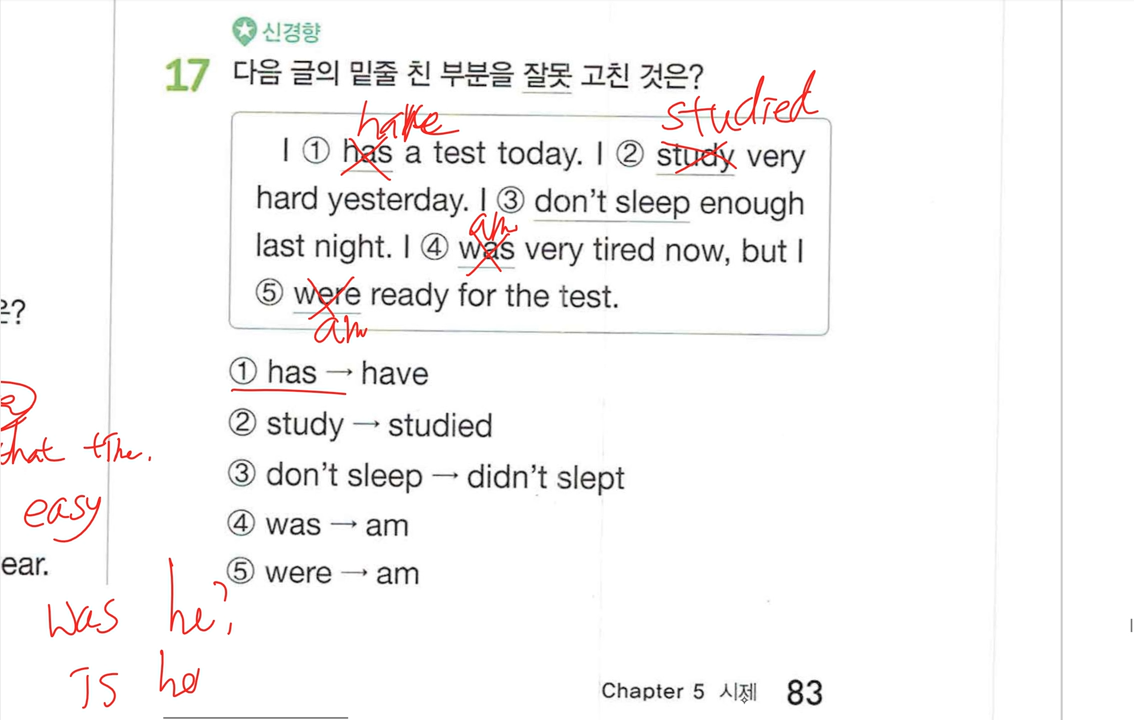 신경향
17 다음 글의 밑줄 친 부분을 잘못 고친 것은?
have studied
I ① has a test today. I ② study very
hard yesterday. I ③ don't sleep enough
am
last night. I ④ was very tired now, but I
⑤ were ready for the test.
am
① has → have
② study → studied
③ don't sleep → didn't slept
④ was → am
⑤ were → am
?
that time.
easy
ear.
was he?
Is he
Chapter 5 시제 83